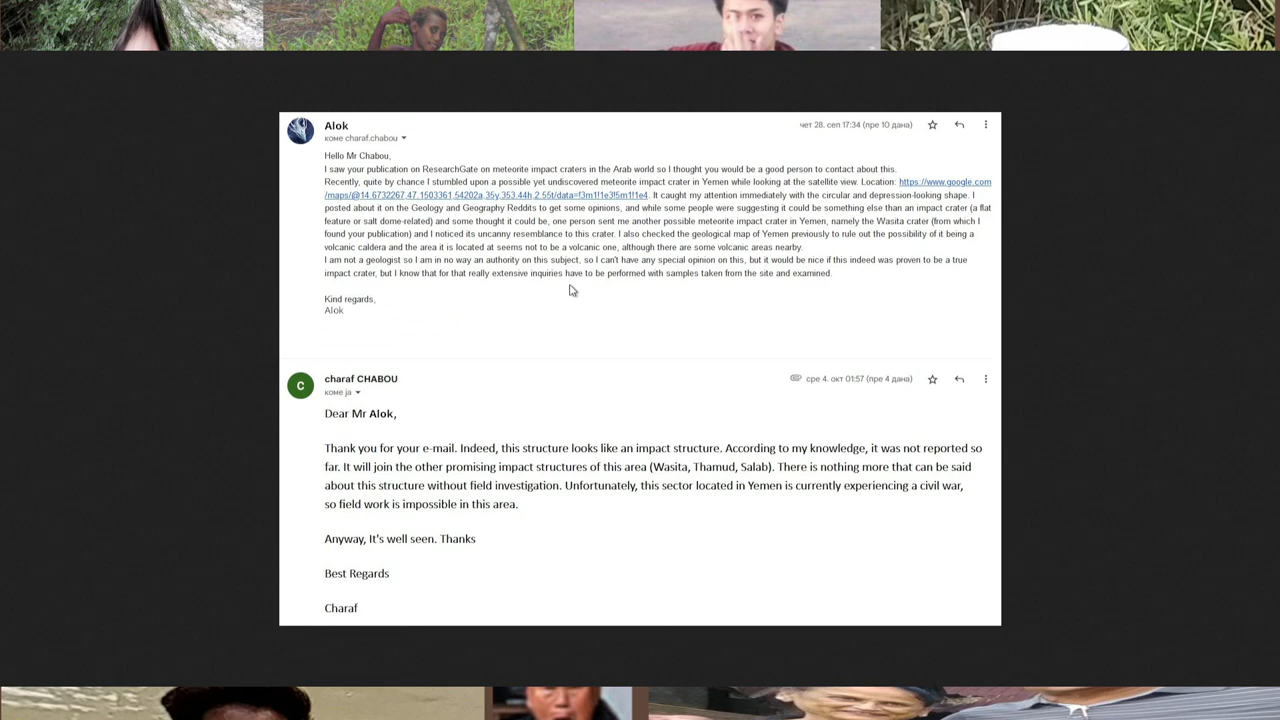 Alok
чет 28. сеп 17:34 (пре 10 дана)
коме charaf.chabou
Hello Mr Chabou,
I saw your publication on ResearchGate on meteorite impact craters in the Arab world so I thought you would be a good person to contact about this.
Recently, quite by chance I stumbled upon a possible yet undiscovered meteorite impact crater in Yemen while looking at the satellite view. Location: https://www.google.com
/maps/@14.6732267,47.1503361,54202a,35y,353.44h,2.55t/data=!3m1!1e3!5m1!1e4. It caught my attention immediately with the circular and depression-looking shape. I
posted about it on the Geology and Geography Reddits to get some opinions, and while some people were suggesting it could be something else than an impact crater (a flat
feature or salt dome-related) and some thought it could be, one person sent me another possible meteorite impact crater in Yemen, namely the Wasita crater (from which I
found your publication) and I noticed its uncanny resemblance to this crater. I also checked the geological map of Yemen previously to rule out the possibility of it being a
volcanic caldera and the area it is located at seems not to be a volcanic one, although there are some volcanic areas nearby.
I am not a geologist so I am in no way an authority on this subject, so I can't have any special opinion on this, but it would be nice if this indeed was proven to be a true
impact crater, but I know that for that really extensive inquiries have to be performed with samples taken from the site and examined.
Kind regards,
Alok
C
charaf CHABOU
сре 4. окт 01:57 (пре 4 дана)
коме ја
Dear Mr Alok,
Thank you for your e-mail. Indeed, this structure looks like an impact structure. According to my knowledge, it was not reported so
far. It will join the other promising impact structures of this area (Wasita, Thamud, Salab). There is nothing more that can be said
about this structure without field investigation. Unfortunately, this sector located in Yemen is currently experiencing a civil war,
so field work is impossible in this area.
Anyway, It's well seen. Thanks
Best Regards
Charaf